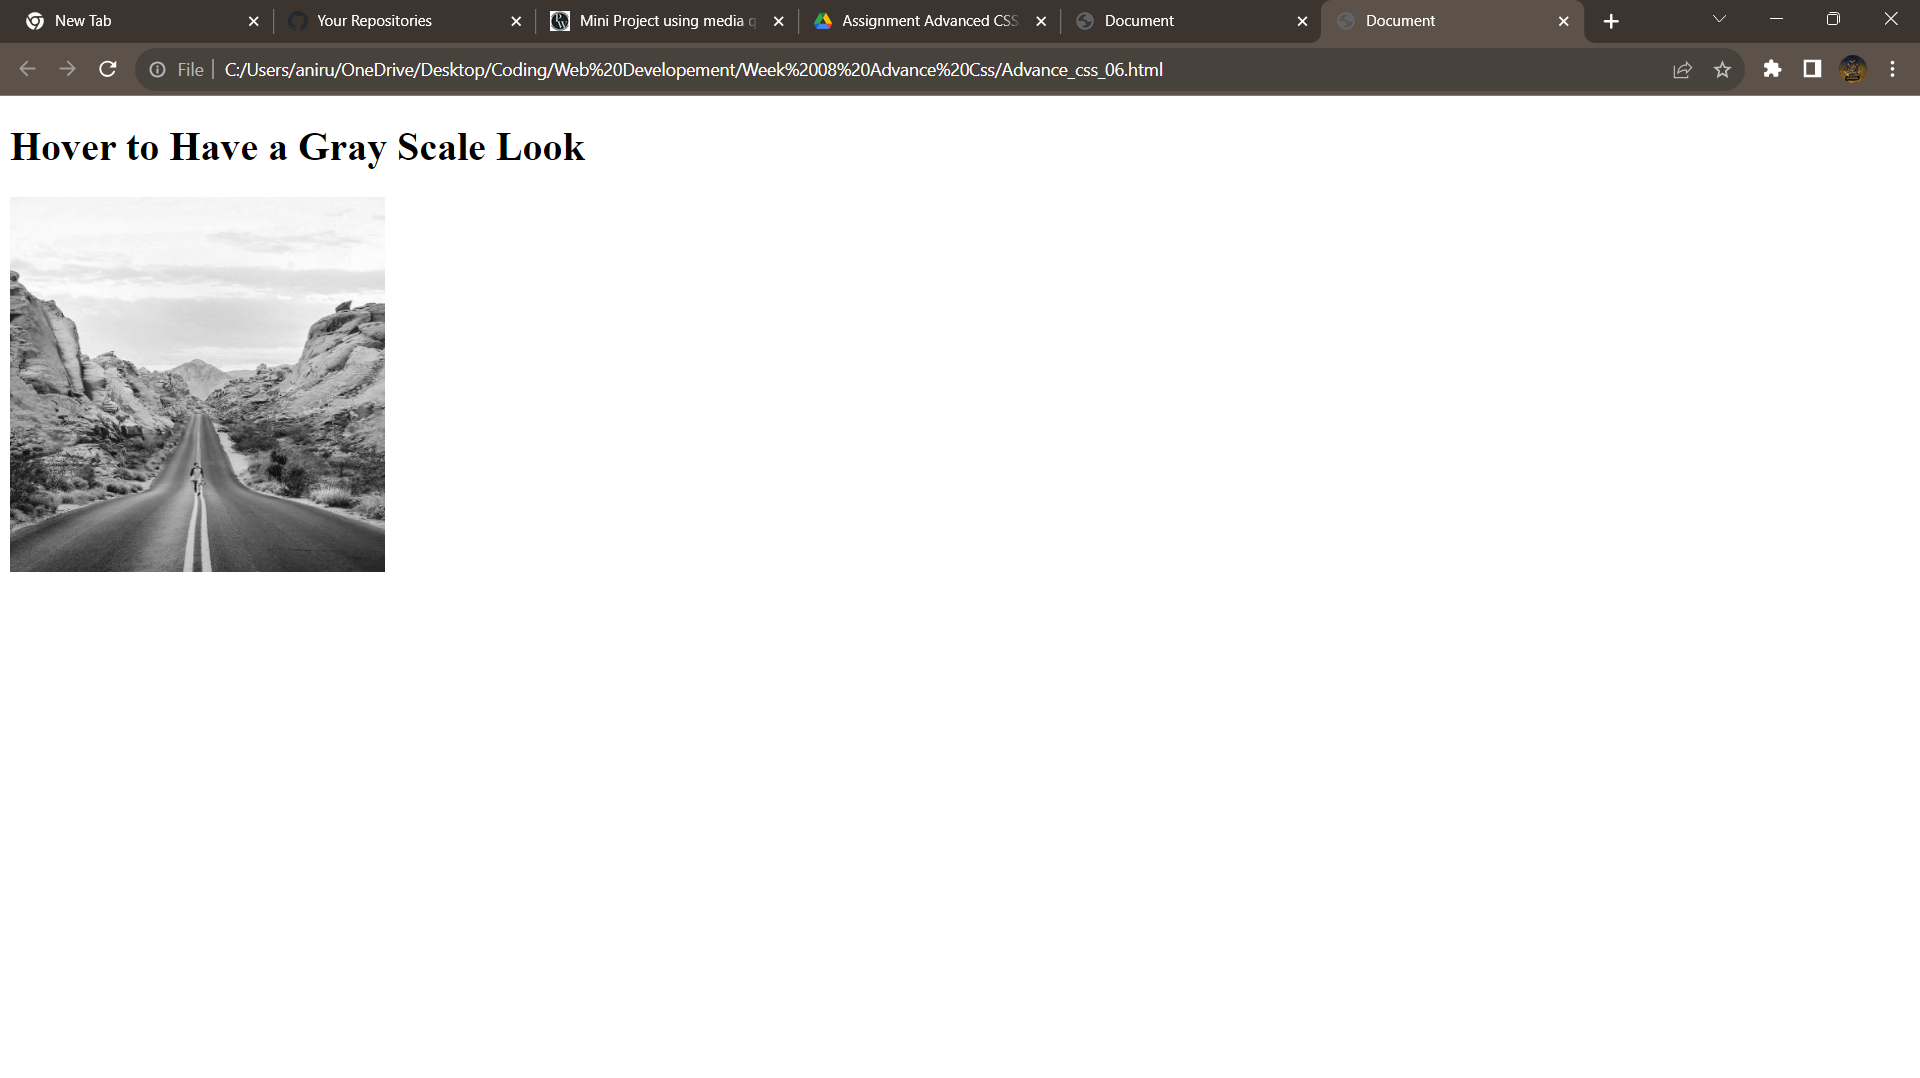 New Tab
Your Repositories
Mini Project using media q
Assignment Advanced CSS
Document
Document
File
C:/Users/aniru/OneDrive/Desktop/Coding/Web%20Developement/Week%2008%20Advance%20Css/Advance_css_06.html
Hover to Have a Gray Scale Look